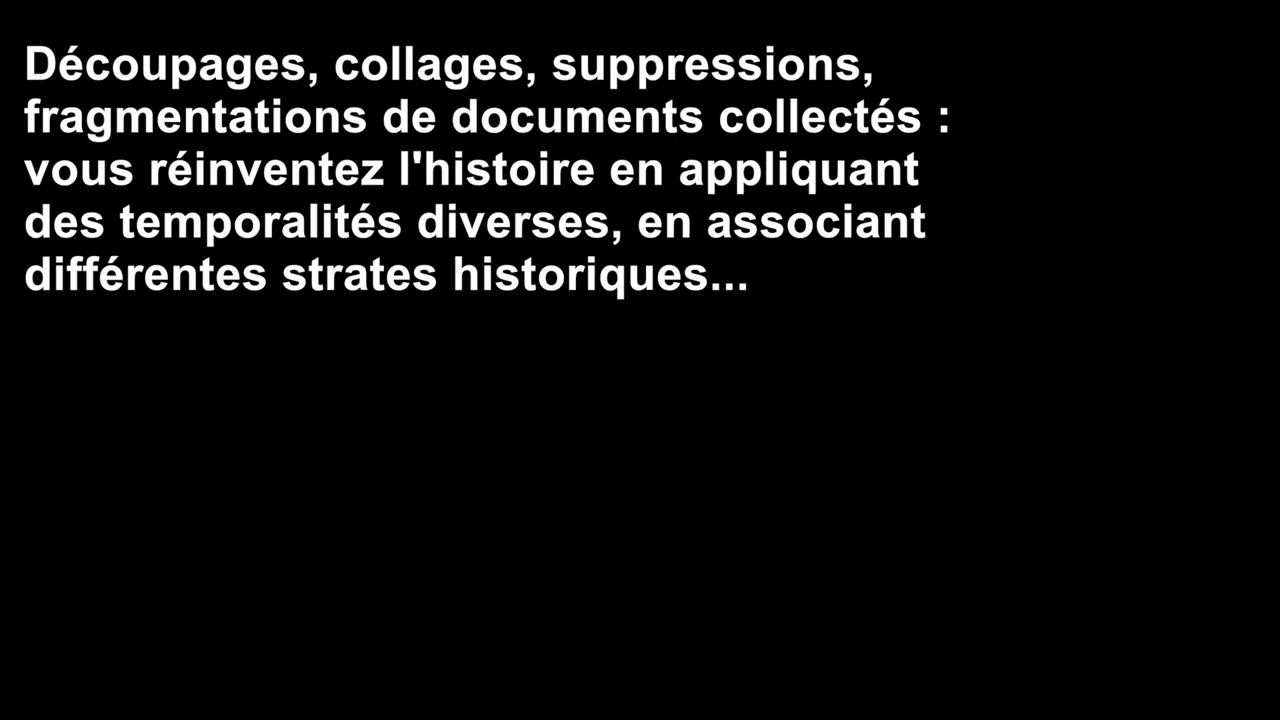 Découpages, collages, suppressions,
fragmentations de documents collectés :
vous réinventez l'histoire en appliquant
des temporalités diverses, en associant
différentes strates historiques...